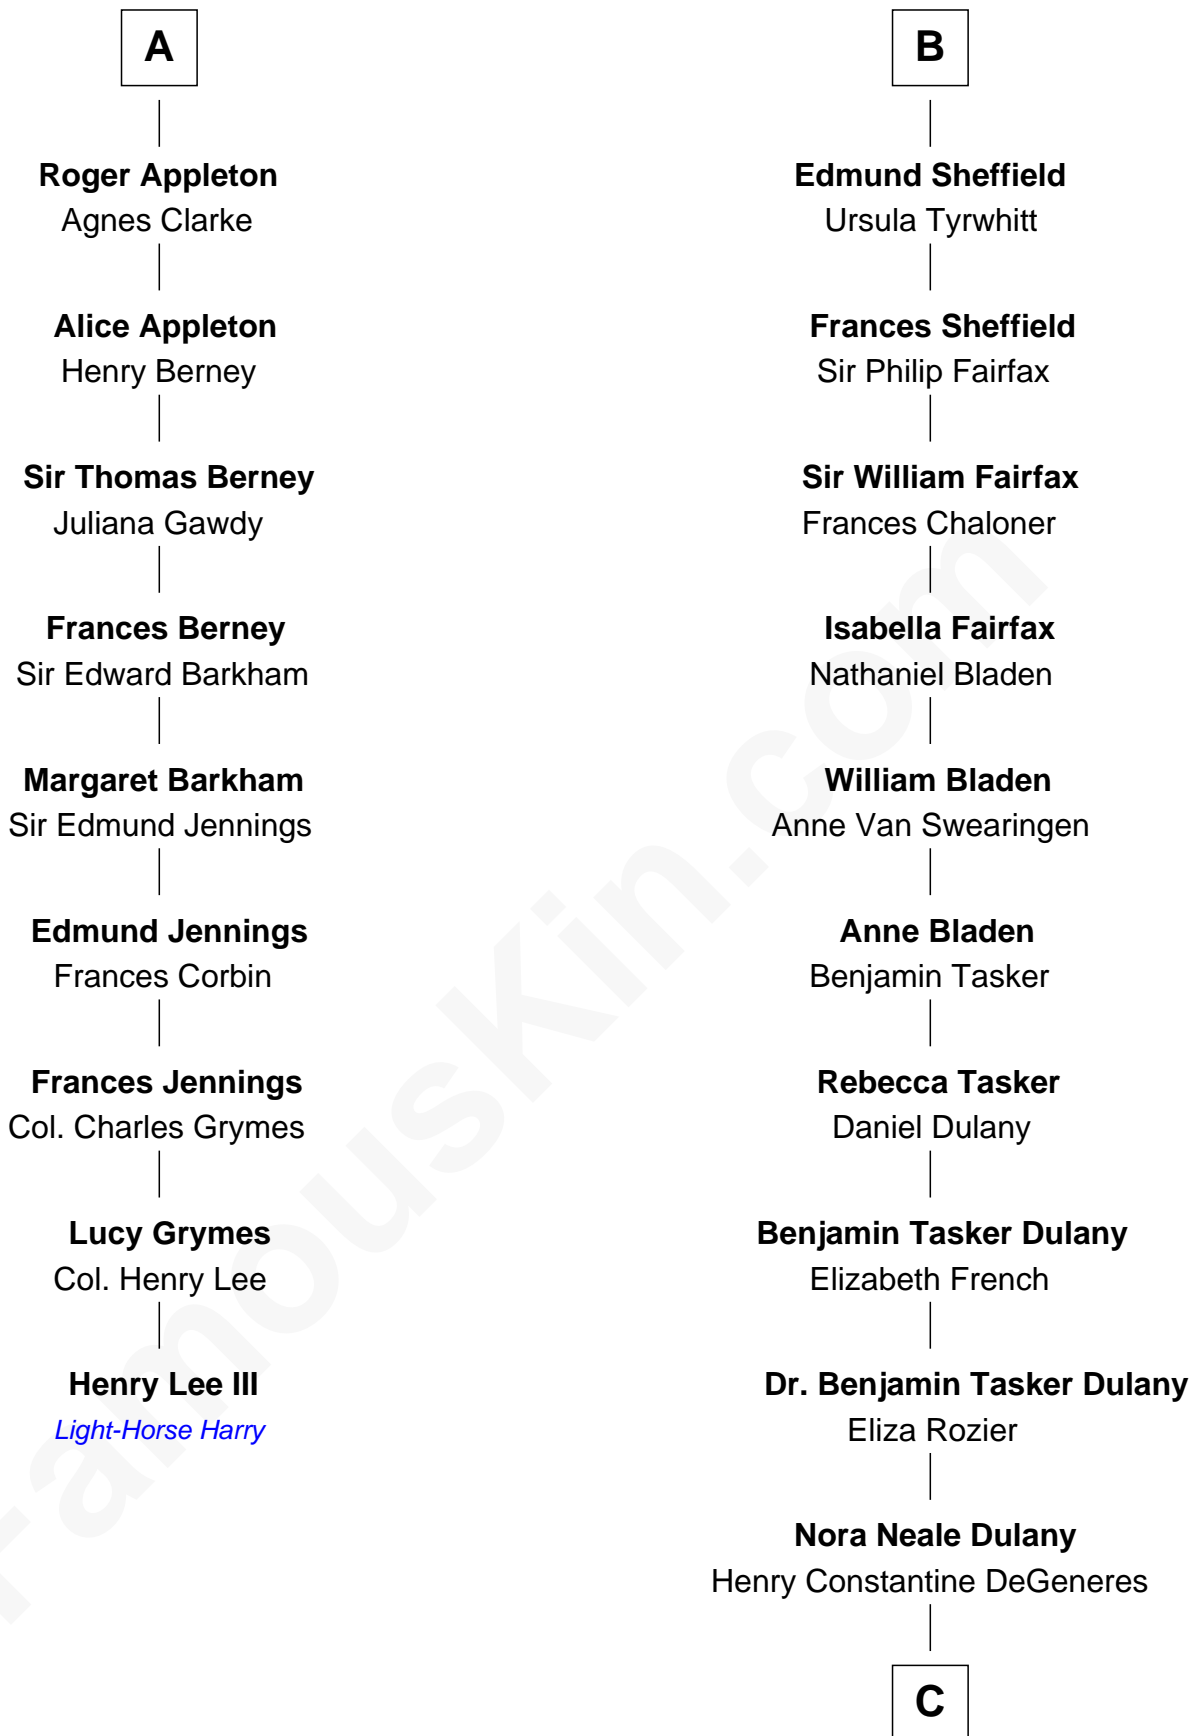 A
Roger Appleton
Agnes Clarke
Alice Appleton
Henry Berney
Sir Thomas Berney
Juliana Gawdy
Frances Berney
Sir Edward Barkham
Margaret Barkham
Sir Edmund Jennings
Edmund Jennings
Frances Corbin
Frances Jennings
Col. Charles Grymes
Lucy Grymes
Col. Henry Lee
Henry Lee III
Light-Horse Harry
B
Edmund Sheffield
Ursula Tyrwhitt
Frances Sheffield
Sir Philip Fairfax
Sir William Fairfax
Frances Chaloner
Isabella Fairfax
Nathaniel Bladen
William Bladen
Anne Van Swearingen
Anne Bladen
Benjamin Tasker
Rebecca Tasker
Daniel Dulany
Benjamin Tasker Dulany
Elizabeth French
Dr. Benjamin Tasker Dulany
Eliza Rozier
Nora Neale Dulany
Henry Constantine DeGeneres
C
FamousKin.com